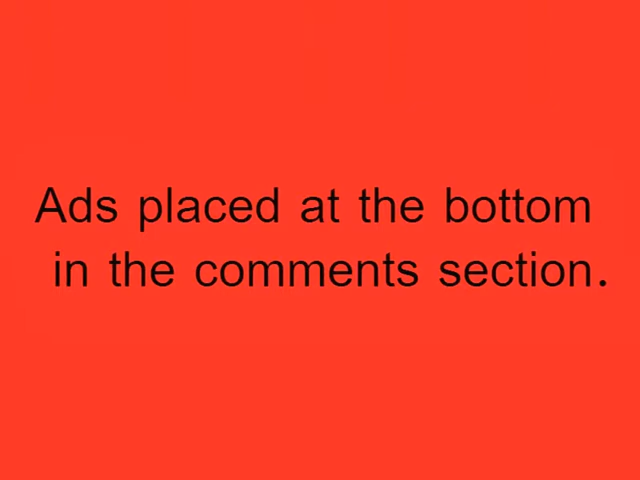 Ads placed at the bottom
in the comments section.